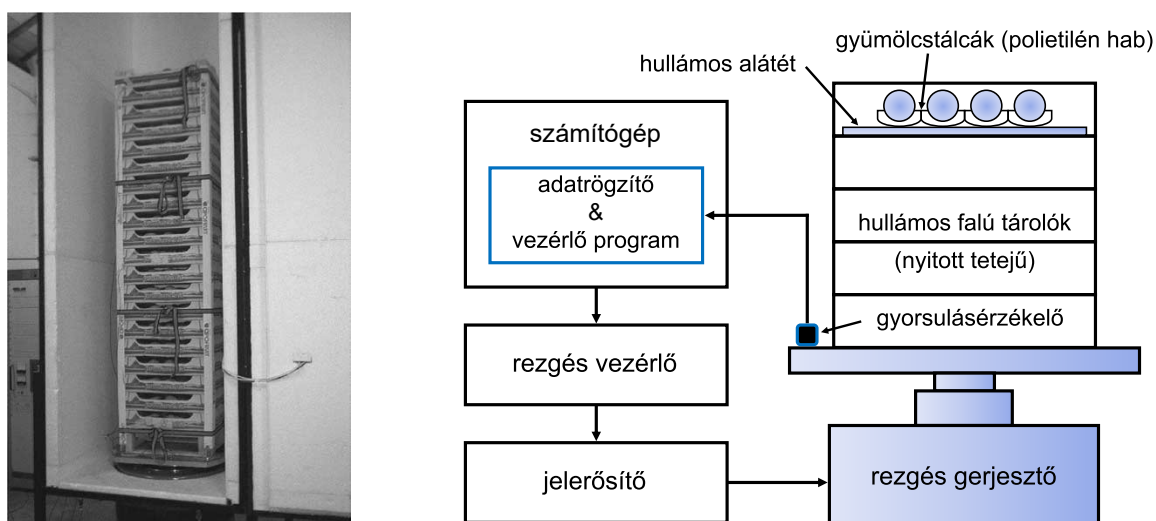 gyümölcstálcák (polietilén hab)
hullámos alátét
számítógép
adatrögzítő
&
vezérlő program
hullámos falú tárolók
(nyitott tetejű)
gyorsulásérzékelő
rezgés vezérlő
jelerősítő
rezgés gerjesztő